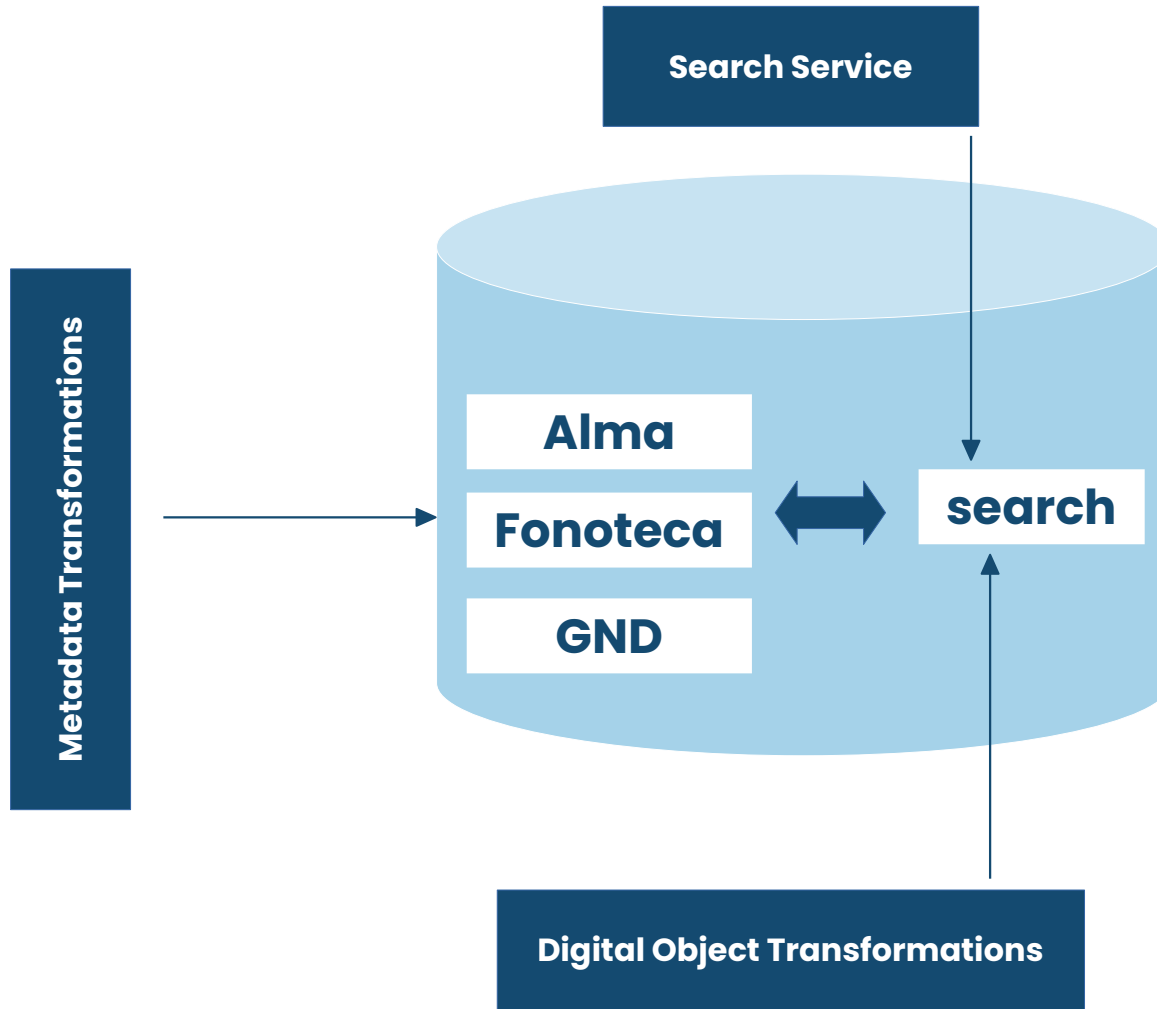 Search Service
Metadata Transformations
Alma
Fonoteca
GND
search
Digital Object Transformations